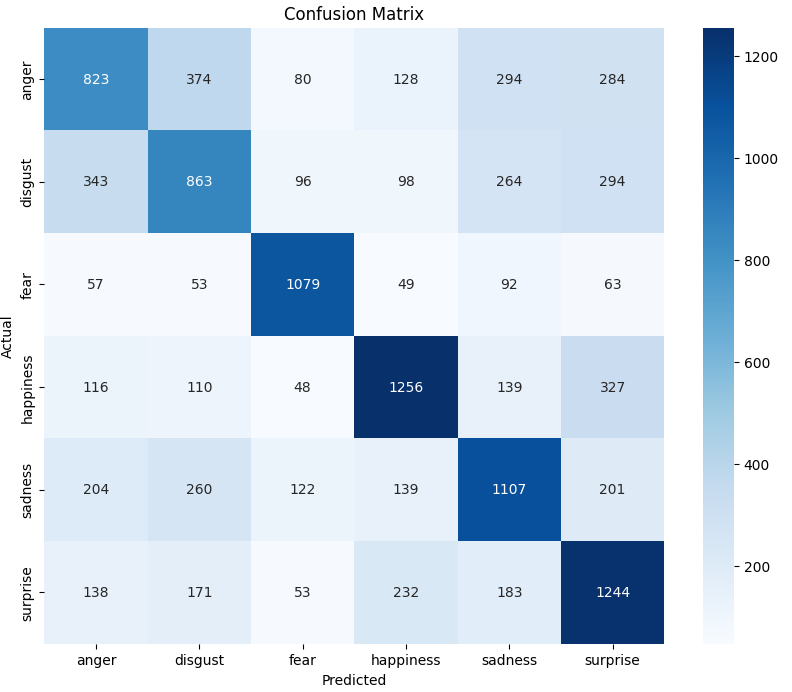 Confusion Matrix
anger 823 374 80 128 294 284
disgust 343 863 96 98 264 294
fear 57 53 1079 49 92 63
happiness 116 110 48 1256 139 327
sadness 204 260 122 139 1107 201
surprise 138 171 53 232 183 1244
anger disgust fear happiness sadness surprise
Predicted
Actual
1200
1000
800
600
400
200